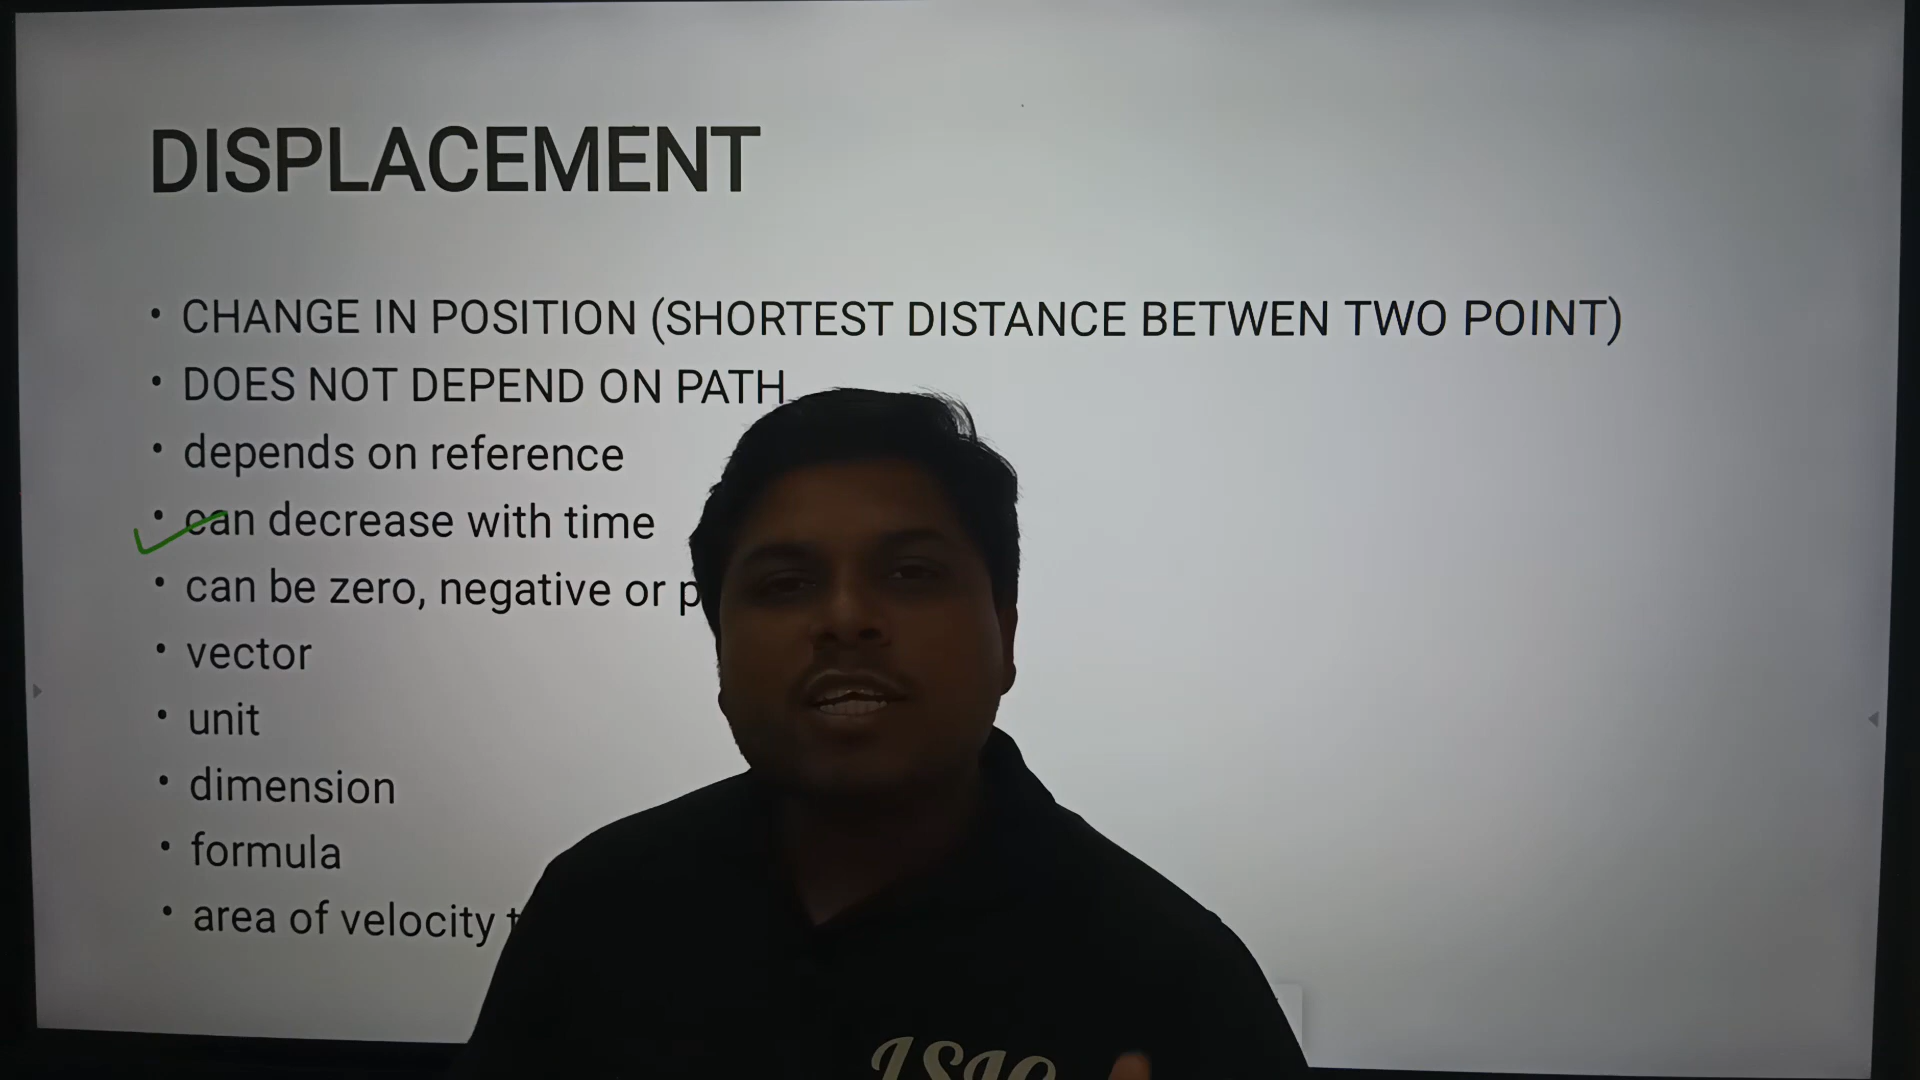 DISPLACEMENT
• CHANGE IN POSITION (SHORTEST DISTANCE BETWEN TWO POINT)
• DOES NOT DEPEND ON PATH
• depends on reference
• can decrease with time
• can be zero, negative or
• vector
• unit
• dimension
• formula
• area of velocity